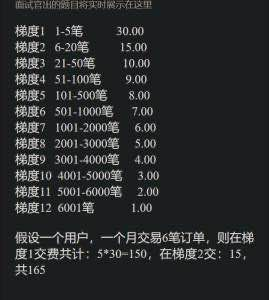 面试官出的题目将实时展示在这里
梯度1 1-5笔 30.00
梯度2 6-20笔 15.00
梯度3 21-50笔 10.00
梯度4 51-100笔 9.00
梯度5 101-500笔 8.00
梯度6 501-1000笔 7.00
梯度7 1001-2000笔 6.00
梯度8 2001-3000笔 5.00
梯度9 3001-4000笔 4.00
梯度10 4001-5000笔 3.00
梯度11 5001-6000笔 2.00
梯度12 6001笔 1.00
假设一个用户，一个月交易6笔订单，则在梯
度1交费共计：5*30=150，在梯度2交：15，
共165